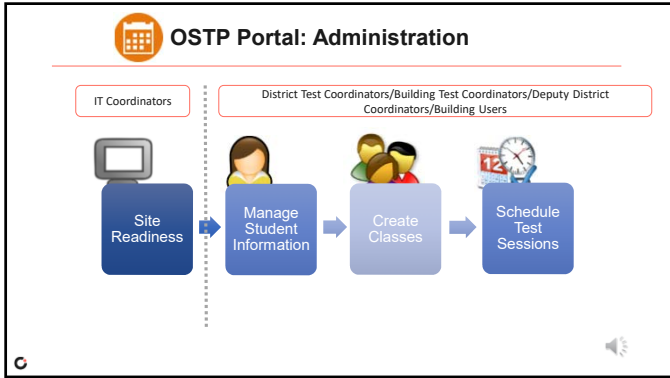 OSTP Portal: Administration
IT Coordinators
District Test Coordinators/Building Test Coordinators/Deputy District
Coordinators/Building Users
12
Site
Readiness
Manage
Student
Information
Create
Classes
Schedule
Test
Sessions